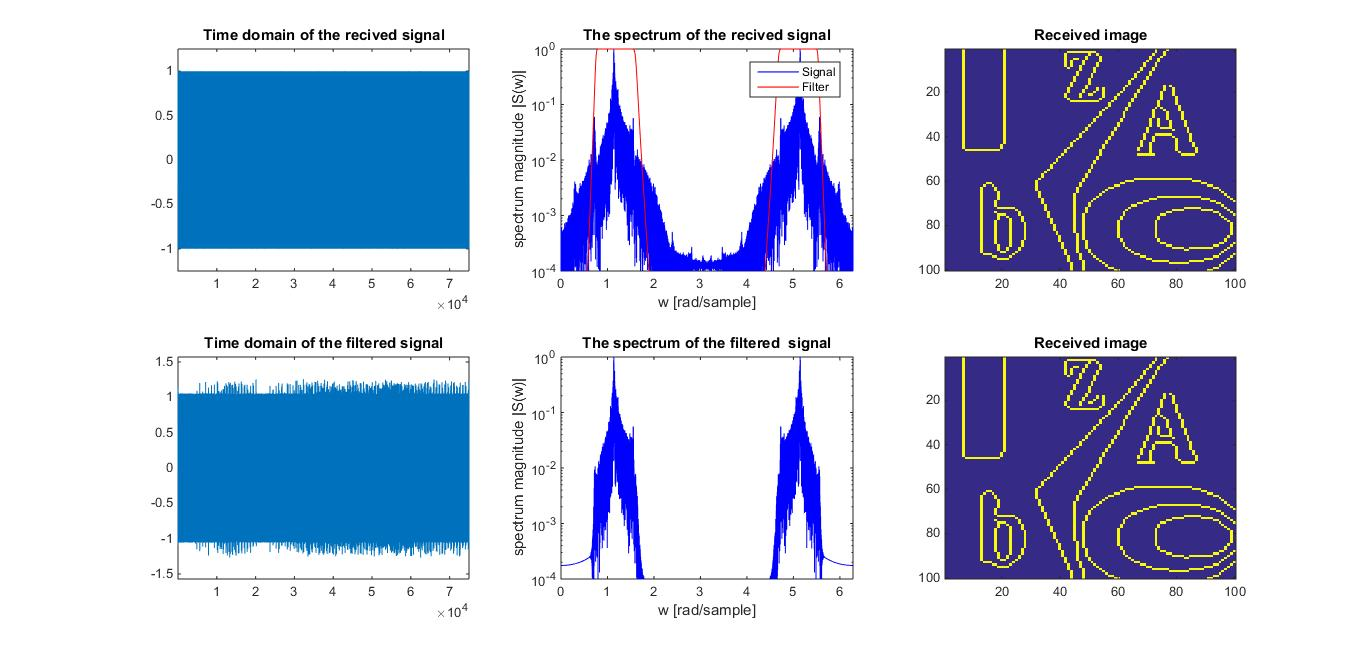 Time domain of the recived signal
1
0.5
0
-0.5
-1
1 2 3 4 5 6 7
×10^4
The spectrum of the recived signal
spectrum magnitude |S(w)|
10^0
10^-1
10^-2
10^-3
10^-4
0 1 2 3 4 5 6
w [rad/sample]
Signal
Filter
Received image
20
40
60
80
100
20 40 60 80 100
z
A
b
Time domain of the filtered signal
1.5
1
0.5
0
-0.5
-1
-1.5
1 2 3 4 5 6 7
×10^4
The spectrum of the filtered  signal
spectrum magnitude |S(w)|
10^0
10^-1
10^-2
10^-3
10^-4
0 1 2 3 4 5 6
w [rad/sample]
Received image
20
40
60
80
100
20 40 60 80 100
z
A
b